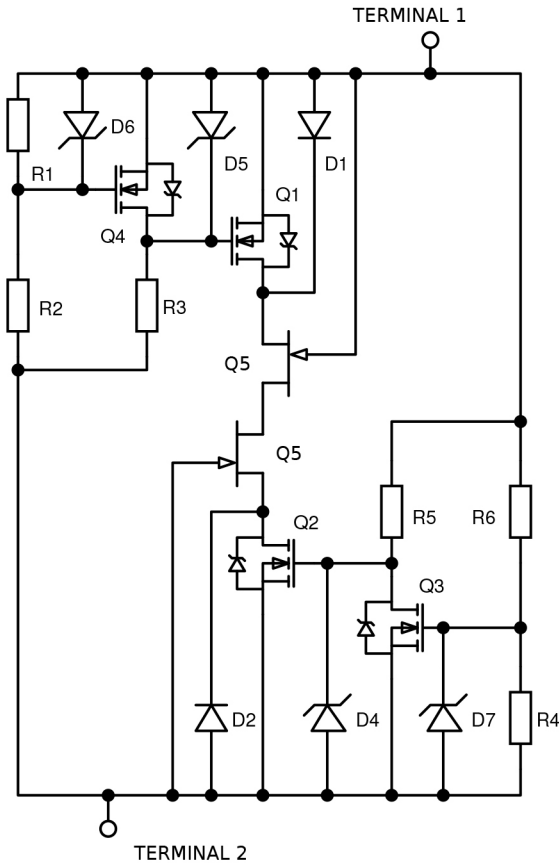 TERMINAL 1
D6
D5
D1
R1
Q1
Q4
R2
R3
Q5
Q5
Q2
R5
R6
Q3
D2
D4
D7
R4
TERMINAL 2